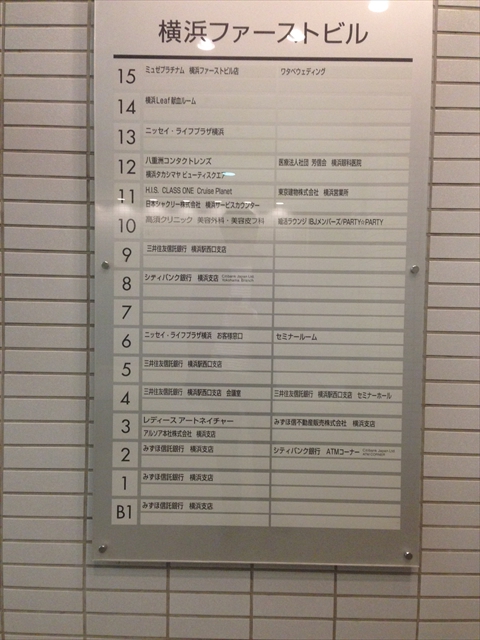 横浜ファーストビル
15 ミュゼプラチナム 横浜ファーストビル店 ワタベウェディング
14 横浜Leaf献血ルーム
13 ニッセイ・ライフプラザ横浜
12 八重洲コンタクトレンズ 医療法人社団 芳信会 横浜眼科医院
横浜タカシマヤ ビューティスクエア
11 H.I.S. CLASS ONE Cruise Planet 東京建物株式会社 横浜営業所
日本シャクリー株式会社 横浜サービスカウンター
10 高須クリニック 美容外科・美容皮フ科 婚活ラウンジ IBJメンバーズ/PARTY☆PARTY
9 三井住友信託銀行 横浜駅西口支店
8 シティバンク銀行 横浜支店 Citibank Japan Ltd. Yokohama Branch
7
6 ニッセイ・ライフプラザ横浜 お客様窓口 セミナールーム
5 三井住友信託銀行 横浜駅西口支店
4 三井住友信託銀行 横浜駅西口支店 会議室 三井住友信託銀行 横浜駅西口支店 セミナーホール
3 レディース アートネイチャー みずほ信不動産販売株式会社 横浜支店
アルソア本社株式会社 横浜支店
2 みずほ信託銀行 横浜支店 シティバンク銀行 ATMコーナー Citibank Japan Ltd.
1 みずほ信託銀行 横浜支店
B1 みずほ信託銀行 横浜支店